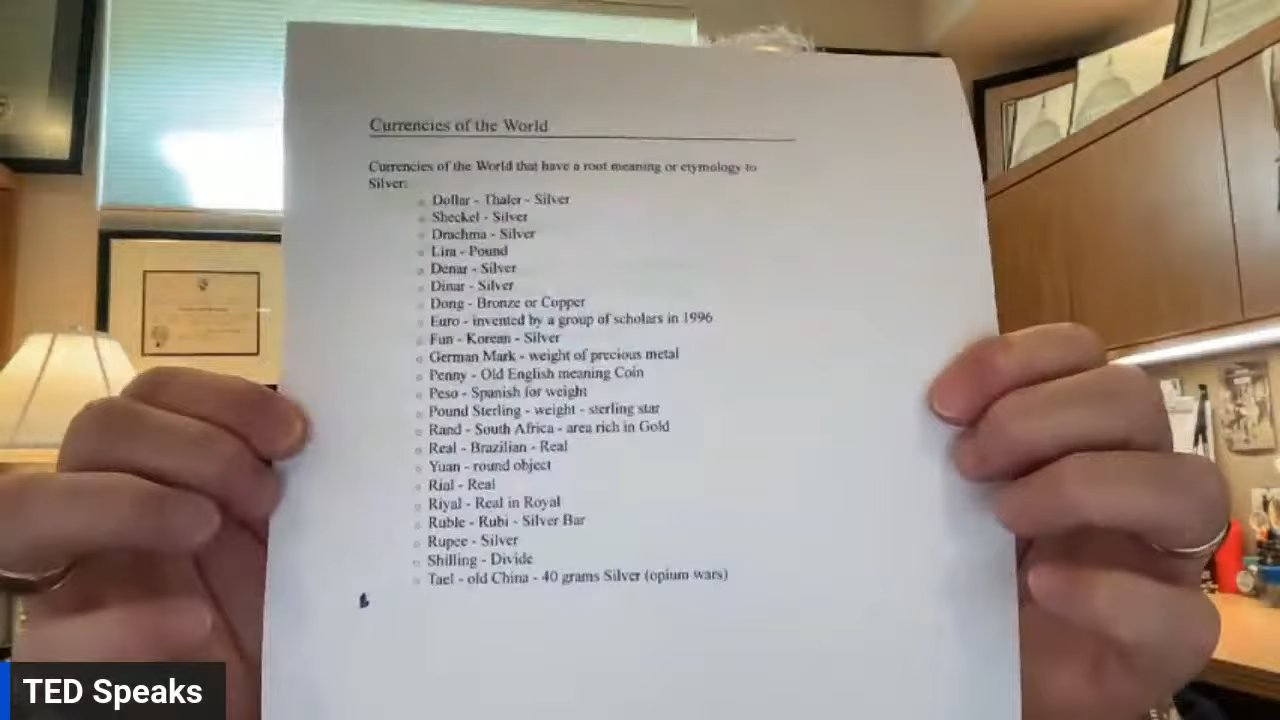 Currencies of the World
Currencies of the World that have a root meaning or etymology to
Silver:
Dollar - Thaler - Silver
Sheckel - Silver
Drachma - Silver
Lira - Pound
Denar - Silver
Dinar - Silver
Dong - Bronze or Copper
Euro - invented by a group of scholars in 1996
Fun - Korean - Silver
German Mark - weight of precious metal
Penny - Old English meaning Coin
Peso - Spanish for weight
Pound Sterling - weight - sterling star
Rand - South Africa - area rich in Gold
Real - Brazilian - Real
Yuan - round object
Rial - Real
Riyal - Real in Royal
Ruble - Rubi - Silver Bar
Rupee - Silver
Shilling - Divide
Tael - old China - 40 grams Silver (opium wars)
TED Speaks